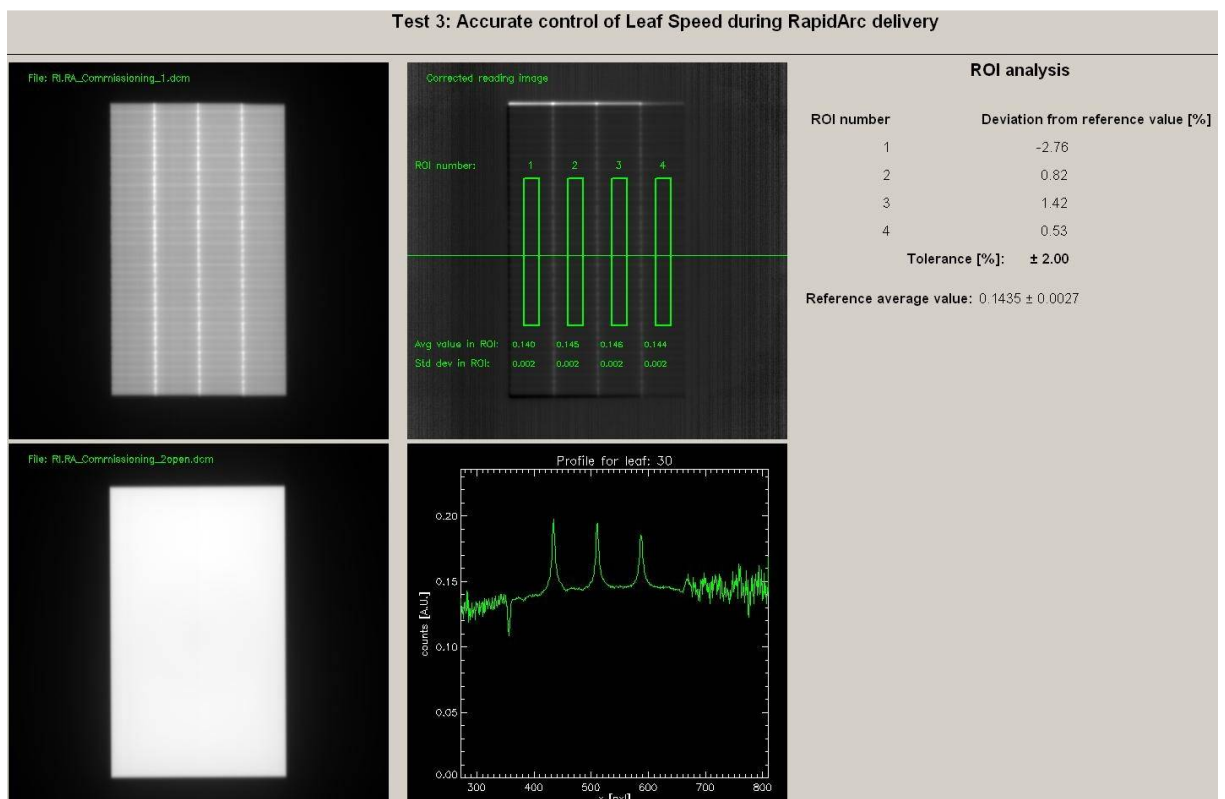 Test 3: Accurate control of Leaf Speed during RapidArc delivery
File: RI.RA_Commissioning_1.dcm
Corrected reading image
ROI number: 1 2 3 4
Avg value in ROI: 0.140 0.145 0.146 0.144
Std dev in ROI: 0.002 0.002 0.002 0.002
ROI analysis
ROI number Deviation from reference value [%]
1 -2.76
2 0.82
3 1.42
4 0.53
Tolerance [%]: ± 2.00
Reference average value: 0.1435 ± 0.0027
File: RI.RA_Commissioning_2open.dcm
Profile for leaf: 30
counts [A.U.]
0.20
0.15
0.10
0.05
0.00
300 400 500 600 700 800
x [pxl]